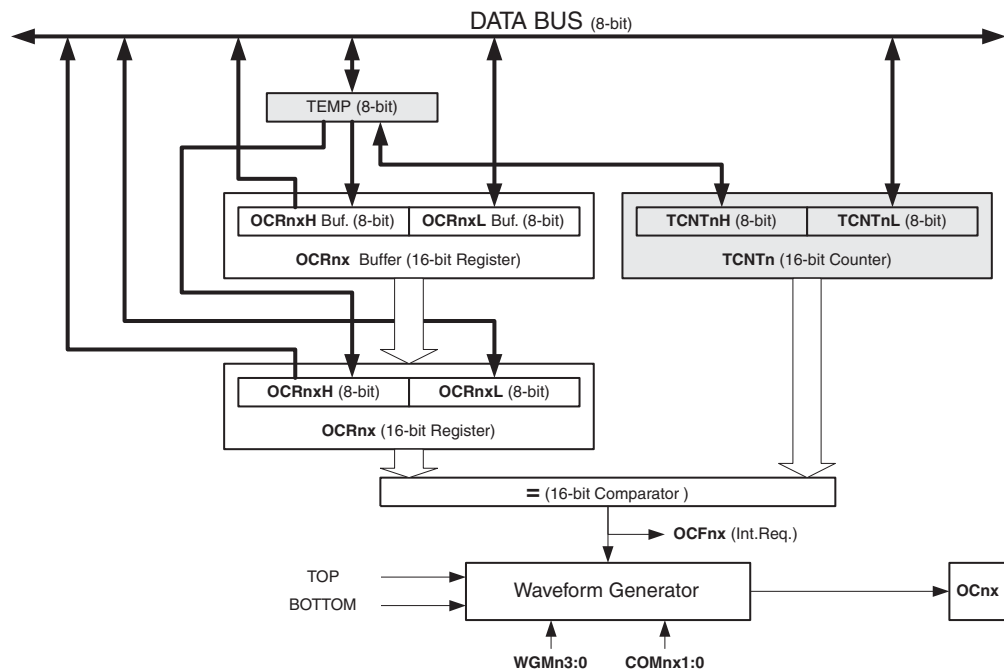 DATA BUS (8-bit)
TEMP (8-bit)
OCRnxH Buf. (8-bit) OCRnxL Buf. (8-bit)
OCRnx Buffer (16-bit Register)
TCNTnH (8-bit) TCNTnL (8-bit)
TCNTn (16-bit Counter)
OCRnxH (8-bit) OCRnxL (8-bit)
OCRnx (16-bit Register)
= (16-bit Comparator )
OCFnx (Int.Req.)
TOP
BOTTOM
Waveform Generator
OCnx
WGMn3:0 COMnx1:0